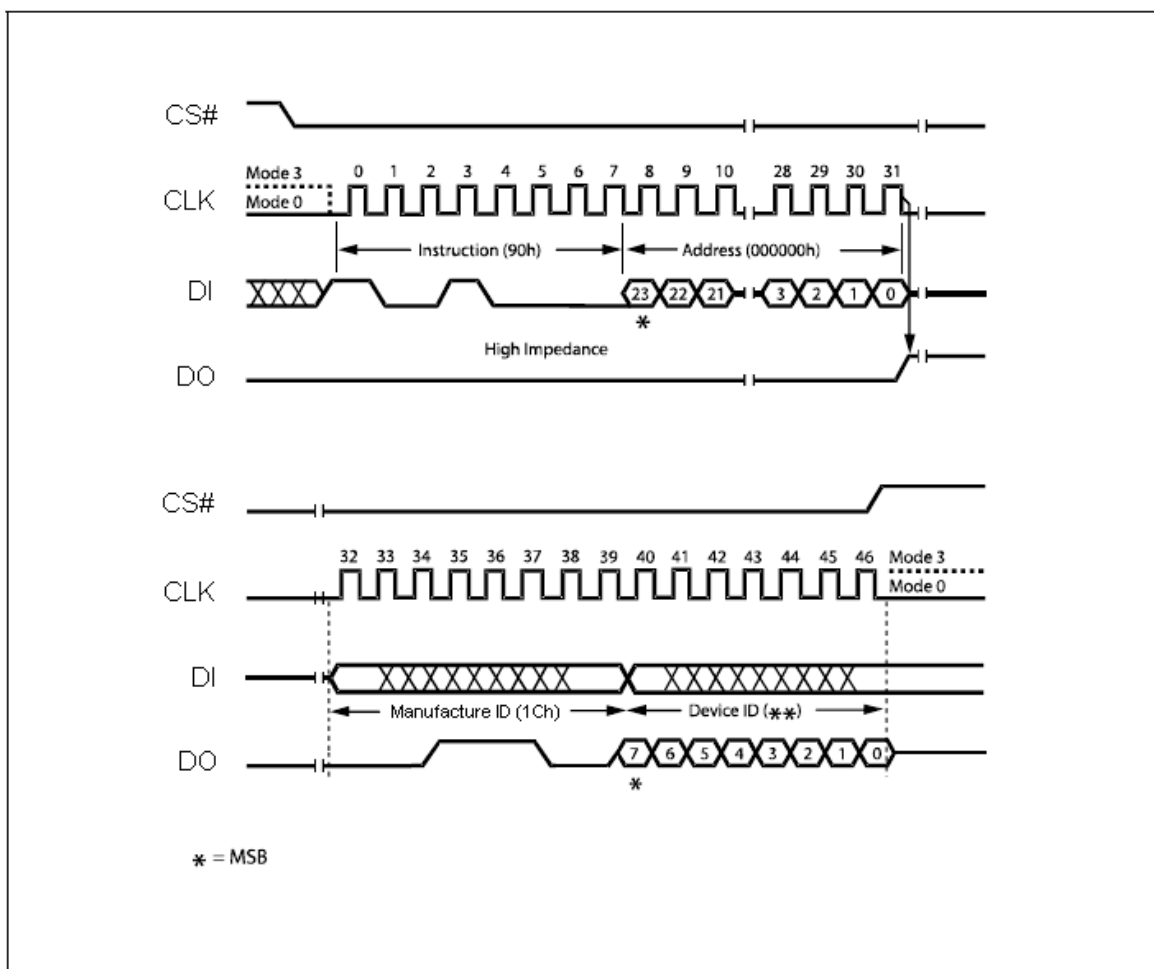 CS#
Mode 3 0 1 2 3 4 5 6 7 8 9 10 28 29 30 31
CLK Mode 0
Instruction (90h) Address (000000h)
DI 23 22 21 3 2 1 0
*
High Impedance
DO
CS#
32 33 34 35 36 37 38 39 40 41 42 43 44 45 46 Mode 3
CLK Mode 0
DI
Manufacture ID (1Ch) Device ID (**)
DO 7 6 5 4 3 2 1 0
*
* = MSB